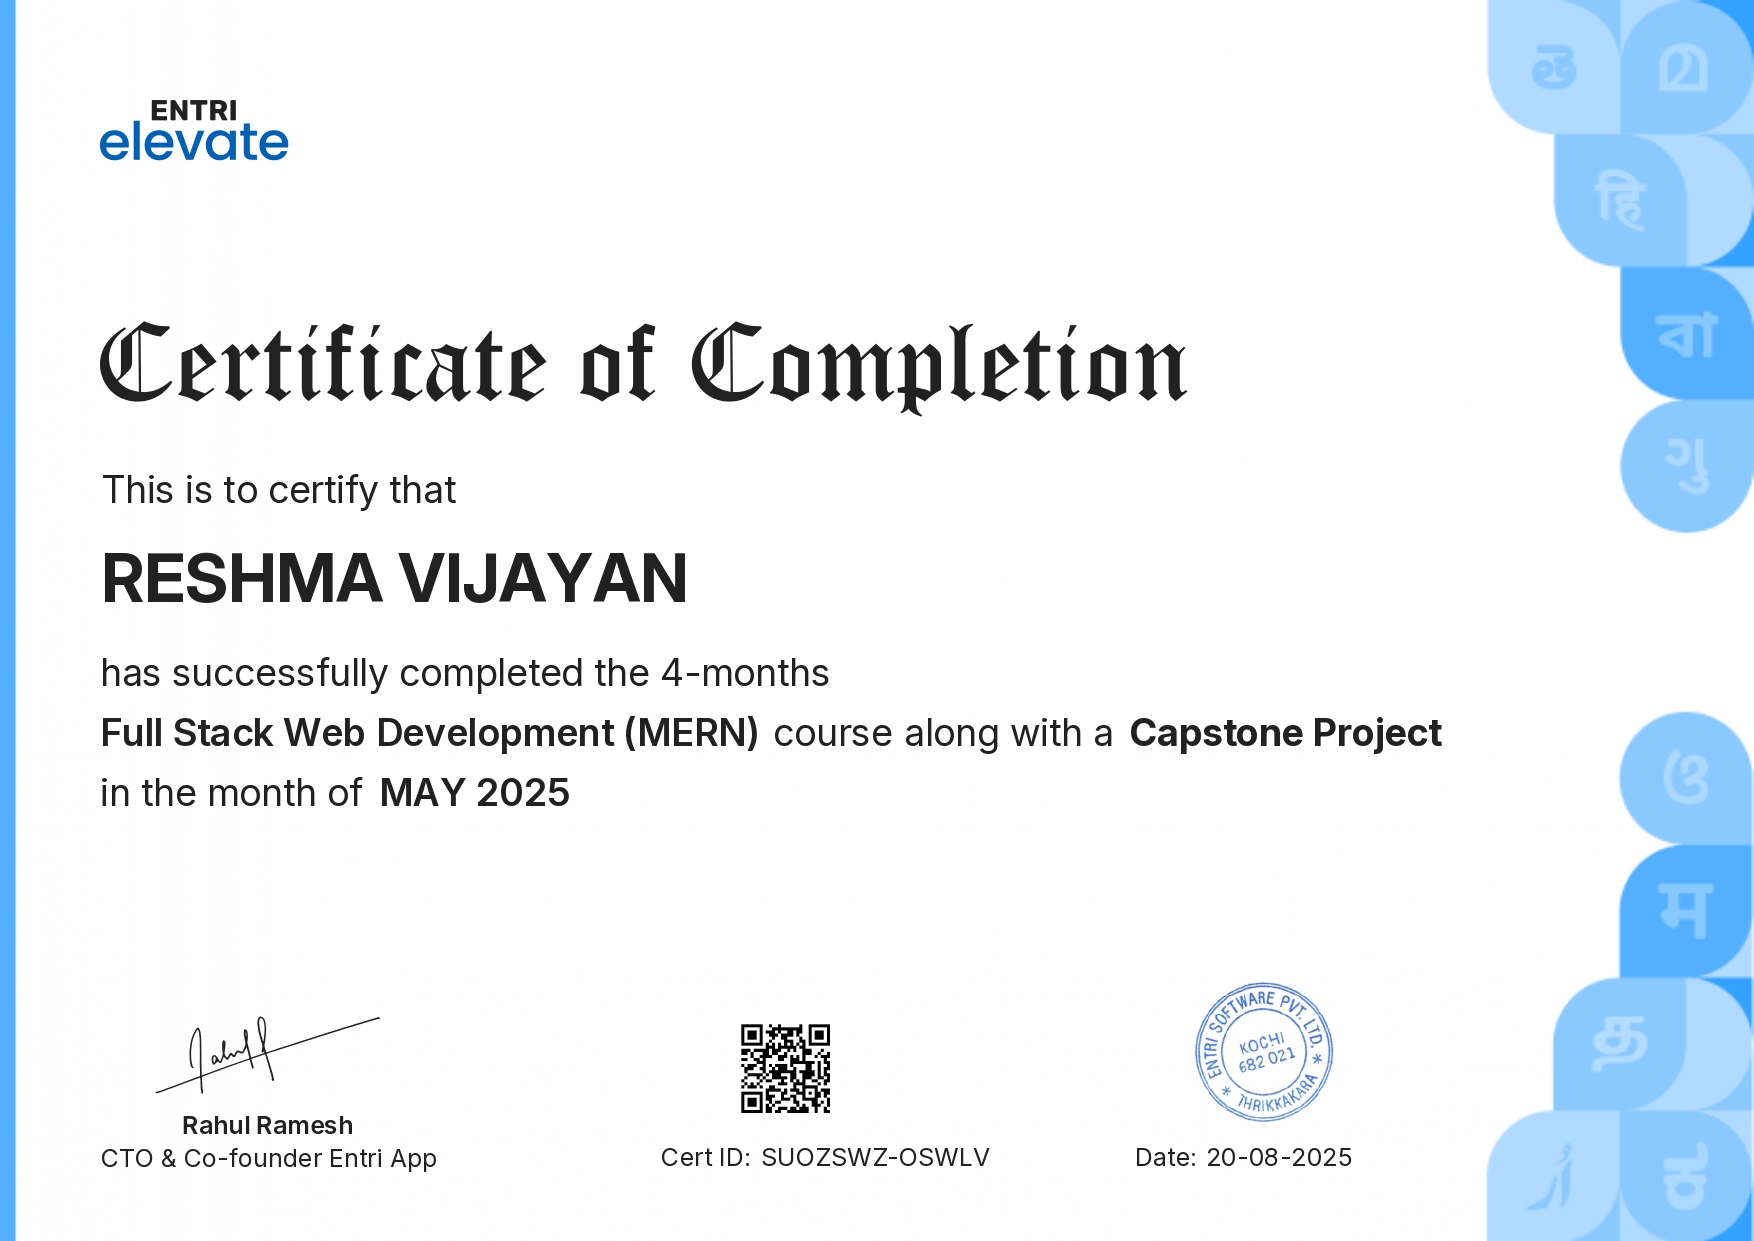 ENTRI
elevate
Certificate of Completion
This is to certify that
RESHMA VIJAYAN
has successfully completed the 4-months
Full Stack Web Development (MERN) course along with a Capstone Project
in the month of MAY 2025
ENTRI SOFTWARE PVT. LTD.
KOCHI
682 021
* THRIKKAKARA *
Rahul Ramesh
CTO & Co-founder Entri App
Cert ID: SUOZSWZ-OSWLV
Date: 20-08-2025
തെ
മ
हि
বা
கு
ஒ
म
த
ಕ